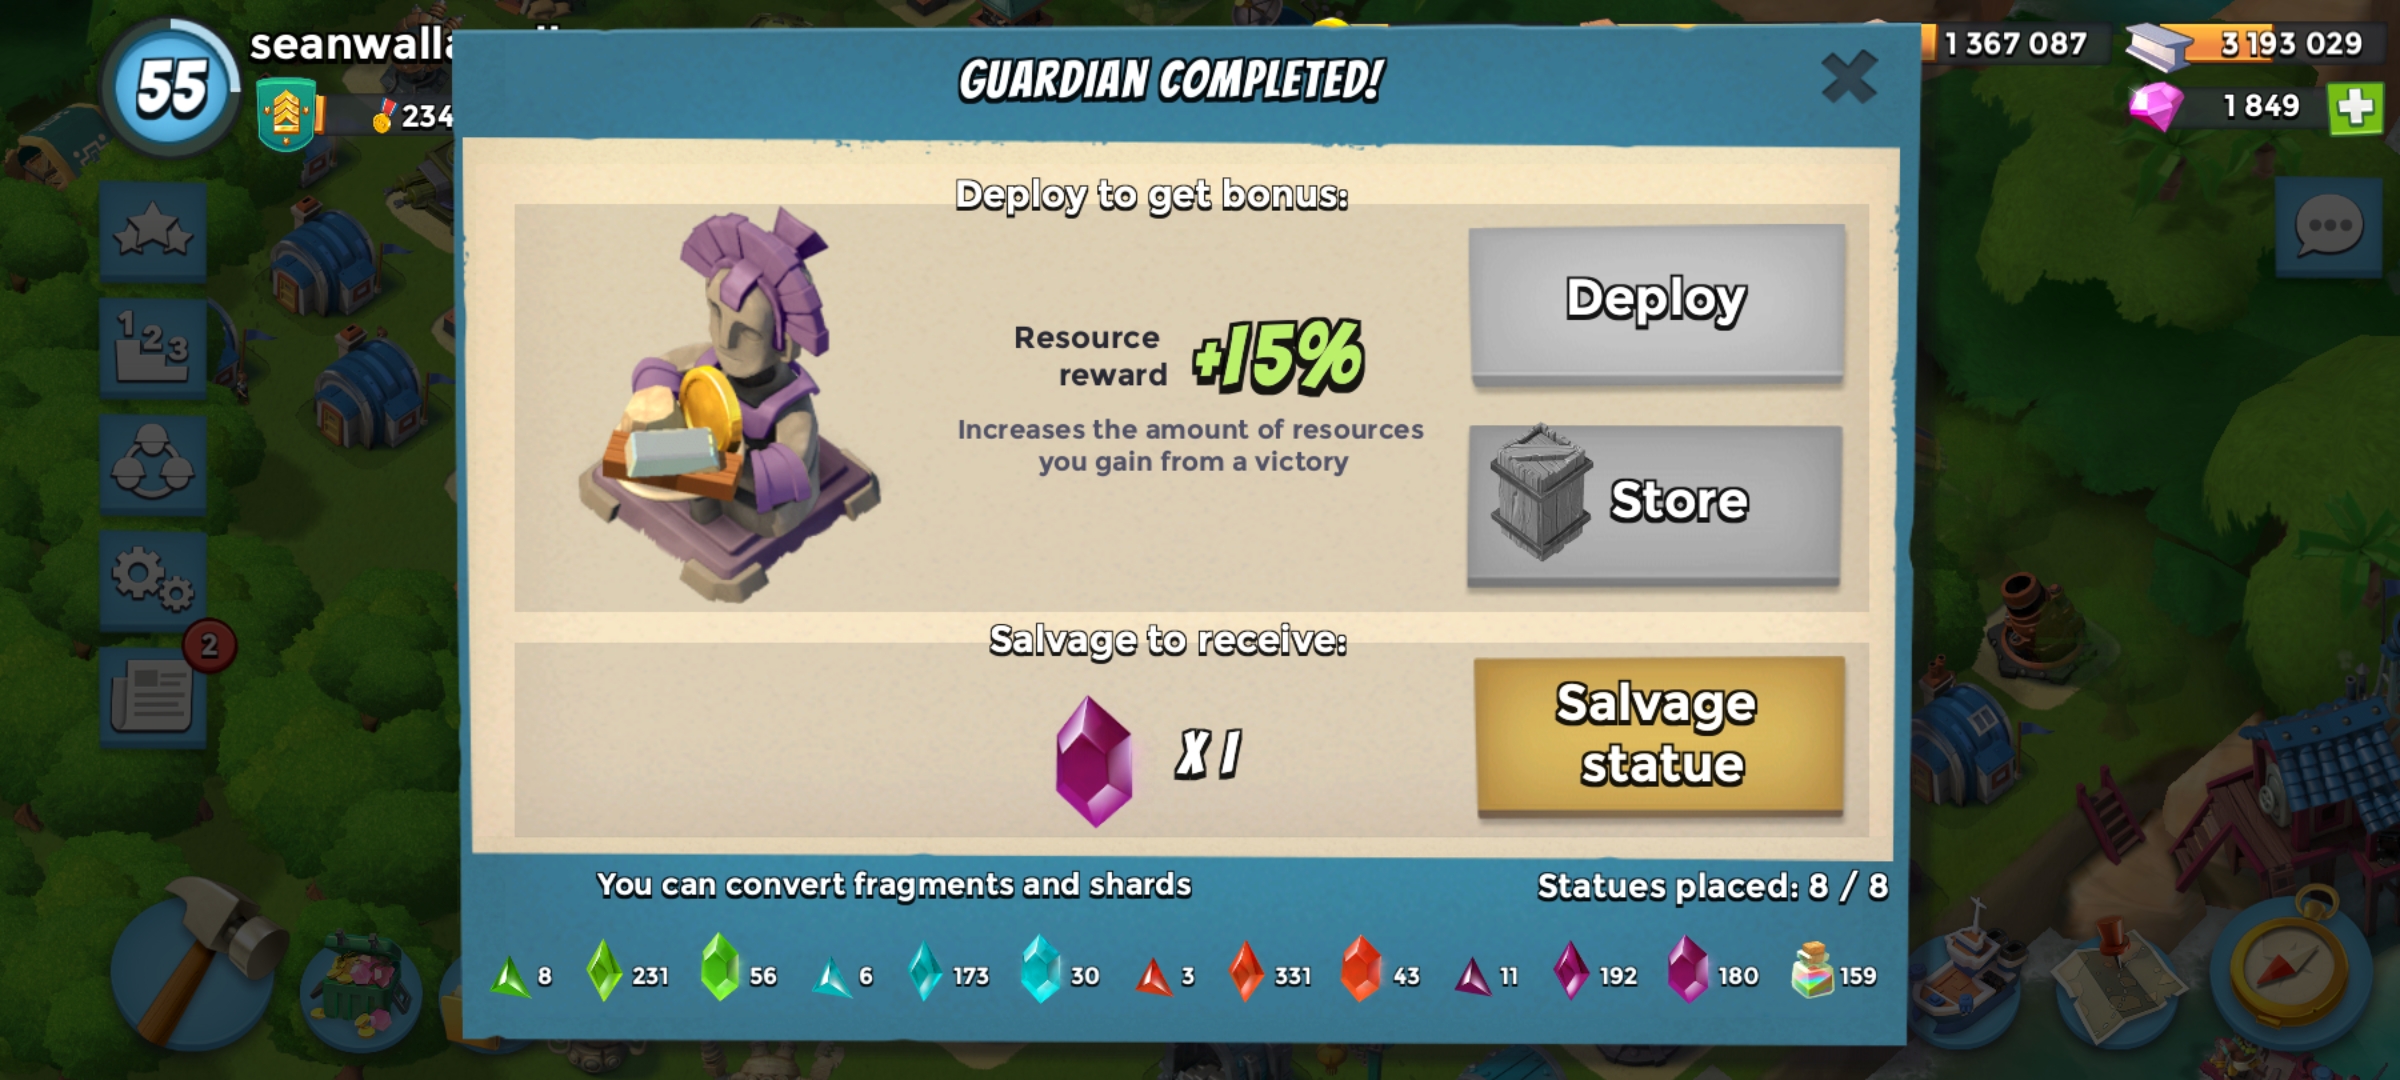 55
234
1 367 087
3 193 029
1 849
GUARDIAN COMPLETED!
Deploy to get bonus:
Resource
reward
+15%
Increases the amount of resources
you gain from a victory
Deploy
Store
1 2 3
2
Salvage to receive:
X 1
Salvage
statue
You can convert fragments and shards
Statues placed: 8 / 8
8 231 56 6 173 30 3 331 43 11 192 180 159